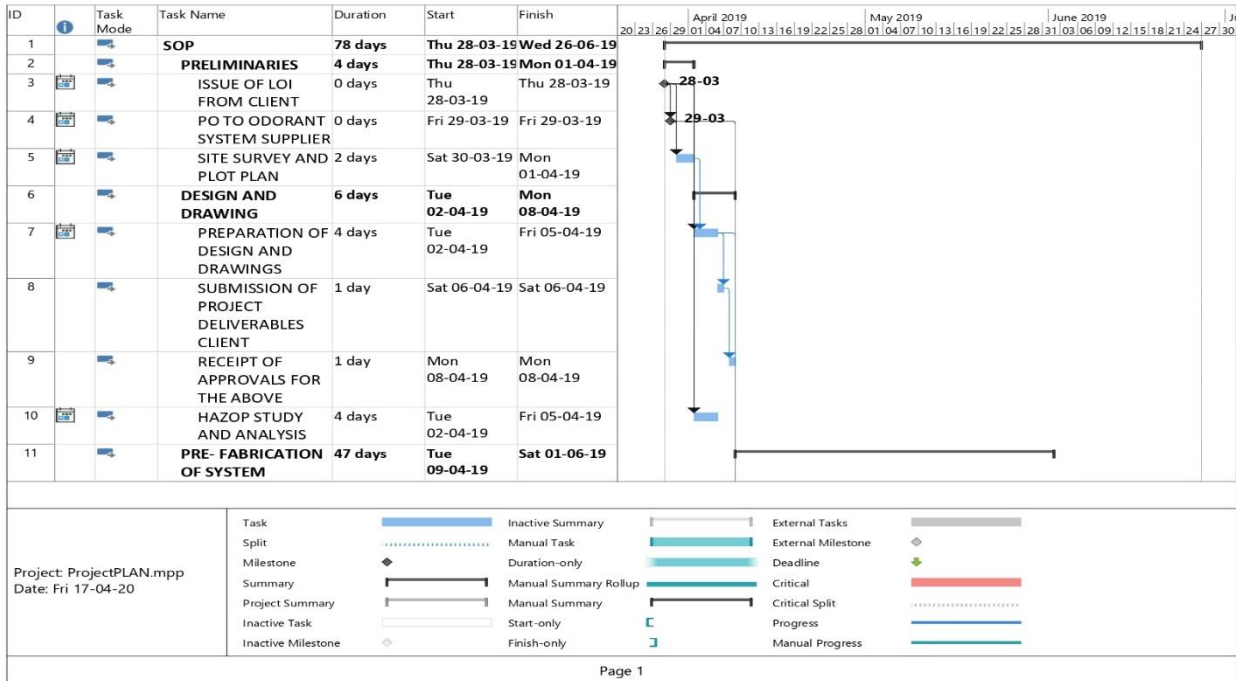 ID Task Mode Task Name Duration Start Finish
April 2019 May 2019 June 2019
20 23 26 29 01 04 07 10 13 16 19 22 25 28 01 04 07 10 13 16 19 22 25 28 31 03 06 09 12 15 18 21 24 27 30
1 SOP 78 days Thu 28-03-19 Wed 26-06-19
2 PRELIMINARIES 4 days Thu 28-03-19 Mon 01-04-19
3 ISSUE OF LOI 0 days Thu Thu 28-03-19 28-03
FROM CLIENT 28-03-19
4 PO TO ODORANT 0 days Fri 29-03-19 Fri 29-03-19 29-03
SYSTEM SUPPLIER
5 SITE SURVEY AND 2 days Sat 30-03-19 Mon
PLOT PLAN 01-04-19
6 DESIGN AND 6 days Tue Mon
DRAWING 02-04-19 08-04-19
7 PREPARATION OF 4 days Tue Fri 05-04-19
DESIGN AND 02-04-19
DRAWINGS
8 SUBMISSION OF 1 day Sat 06-04-19 Sat 06-04-19
PROJECT
DELIVERABLES
CLIENT
9 RECEIPT OF 1 day Mon Mon
APPROVALS FOR 08-04-19 08-04-19
THE ABOVE
10 HAZOP STUDY 4 days Tue Fri 05-04-19
AND ANALYSIS 02-04-19
11 PRE- FABRICATION 47 days Tue Sat 01-06-19
OF SYSTEM 09-04-19
Project: ProjectPLAN.mpp
Date: Fri 17-04-20
Task Inactive Summary External Tasks
Split Manual Task External Milestone
Milestone Duration-only Deadline
Summary Manual Summary Rollup Critical
Project Summary Manual Summary Critical Split
Inactive Task Start-only Progress
Inactive Milestone Finish-only Manual Progress
Page 1